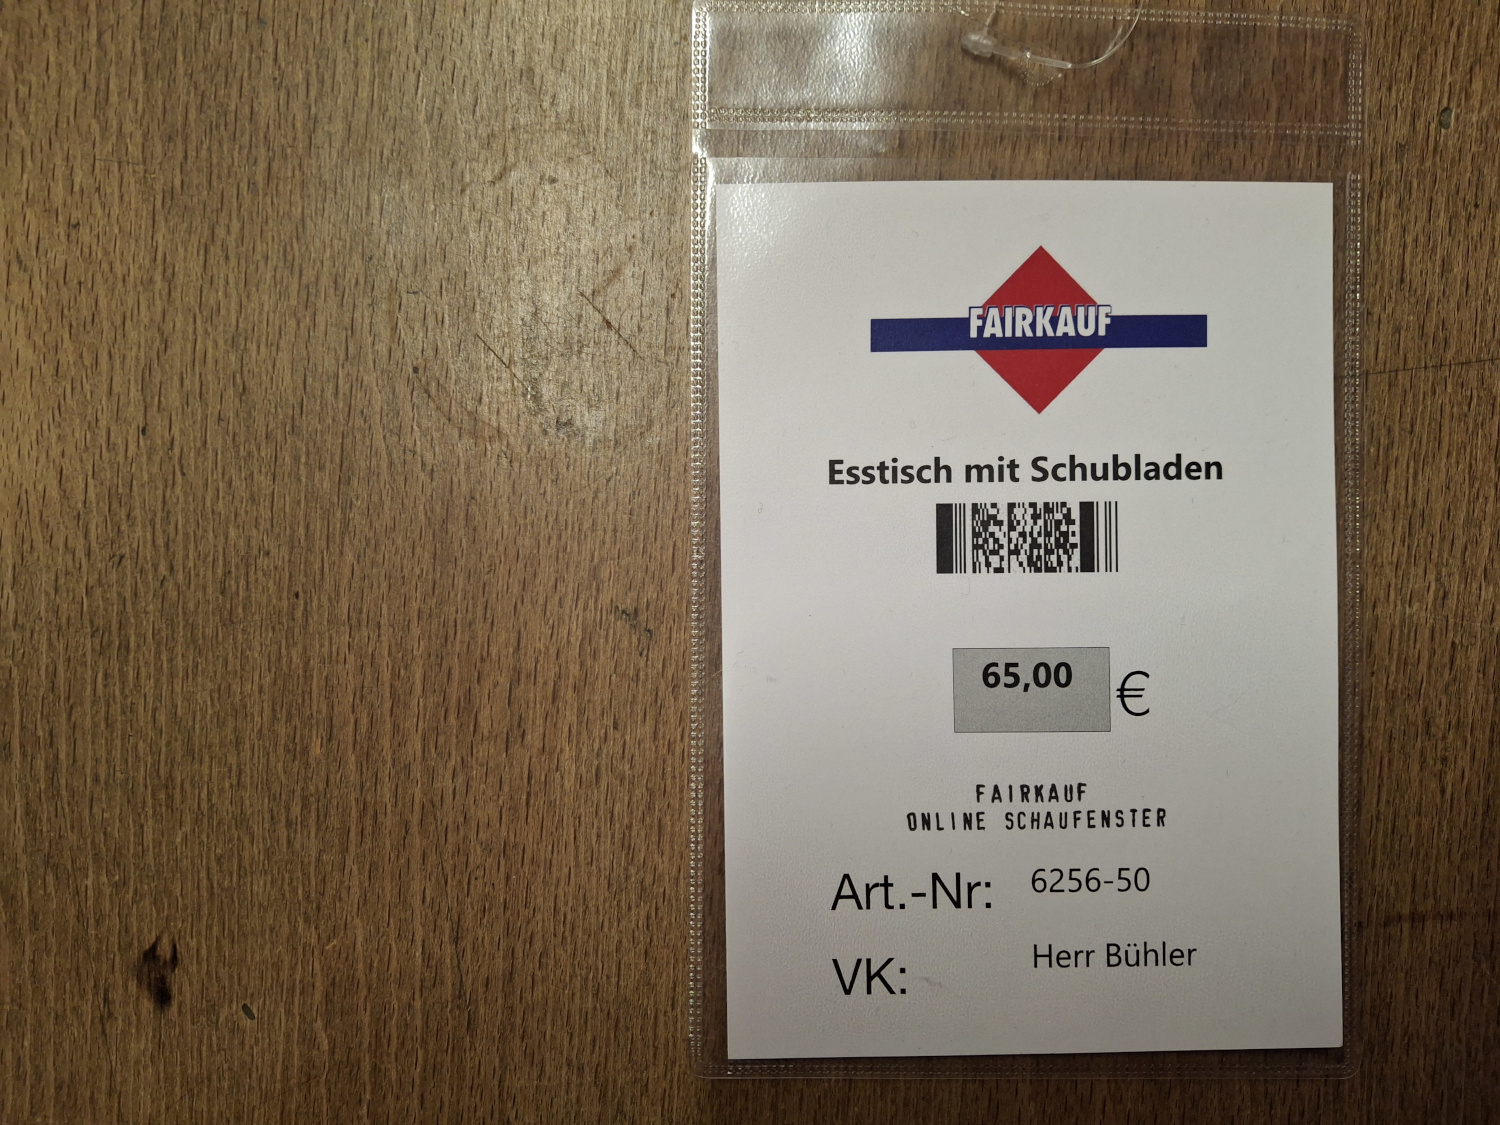 FAIRKAUF
Esstisch mit Schubladen
65,00 €
FAIRKAUF
ONLINE SCHAUFENSTER
Art.-Nr: 6256-50
VK: Herr Bühler